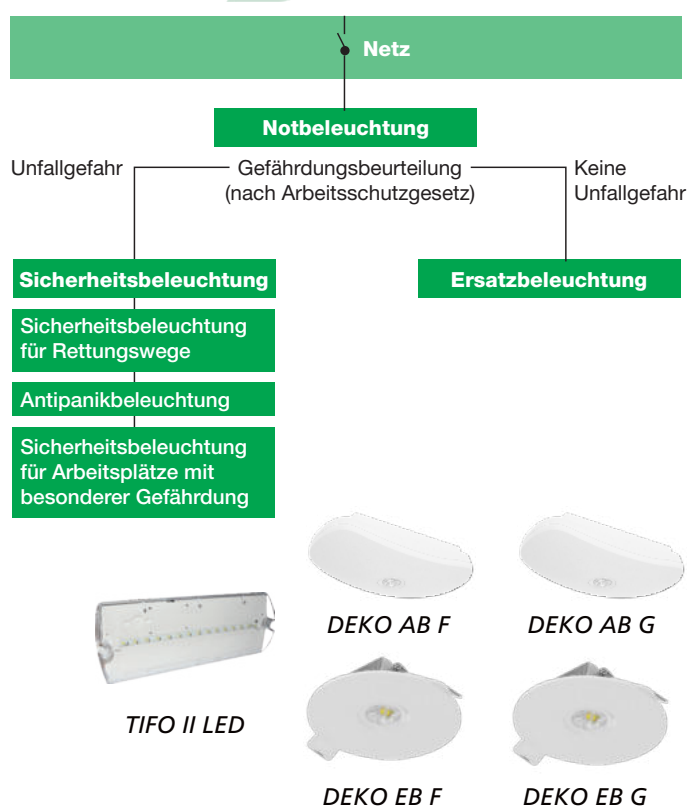 Netz
Notbeleuchtung
Unfallgefahr
Gefährdungsbeurteilung
(nach Arbeitsschutzgesetz)
Keine
Unfallgefahr
Sicherheitsbeleuchtung
Ersatzbeleuchtung
Sicherheitsbeleuchtung
für Rettungswege
Antipanikbeleuchtung
Sicherheitsbeleuchtung
für Arbeitsplätze mit
besonderer Gefährdung
DEKO AB F
DEKO AB G
TIFO II LED
DEKO EB F
DEKO EB G